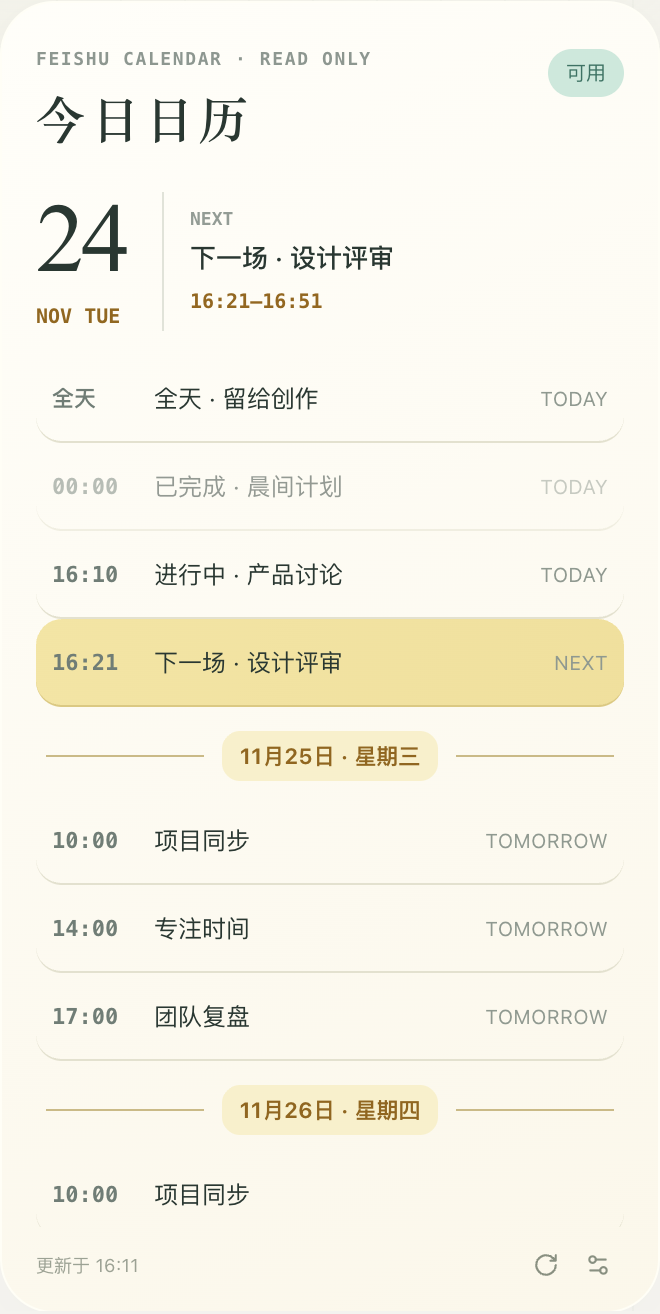 FEISHU CALENDAR · READ ONLY
可用
今日日历
24
NOV TUE
NEXT
下一场 · 设计评审
16:21—16:51
全天 全天 · 留给创作 TODAY
00:00 已完成 · 晨间计划 TODAY
16:10 进行中 · 产品讨论 TODAY
16:21 下一场 · 设计评审 NEXT
11月25日 · 星期三
10:00 项目同步 TOMORROW
14:00 专注时间 TOMORROW
17:00 团队复盘 TOMORROW
11月26日 · 星期四
10:00 项目同步
更新于 16:11